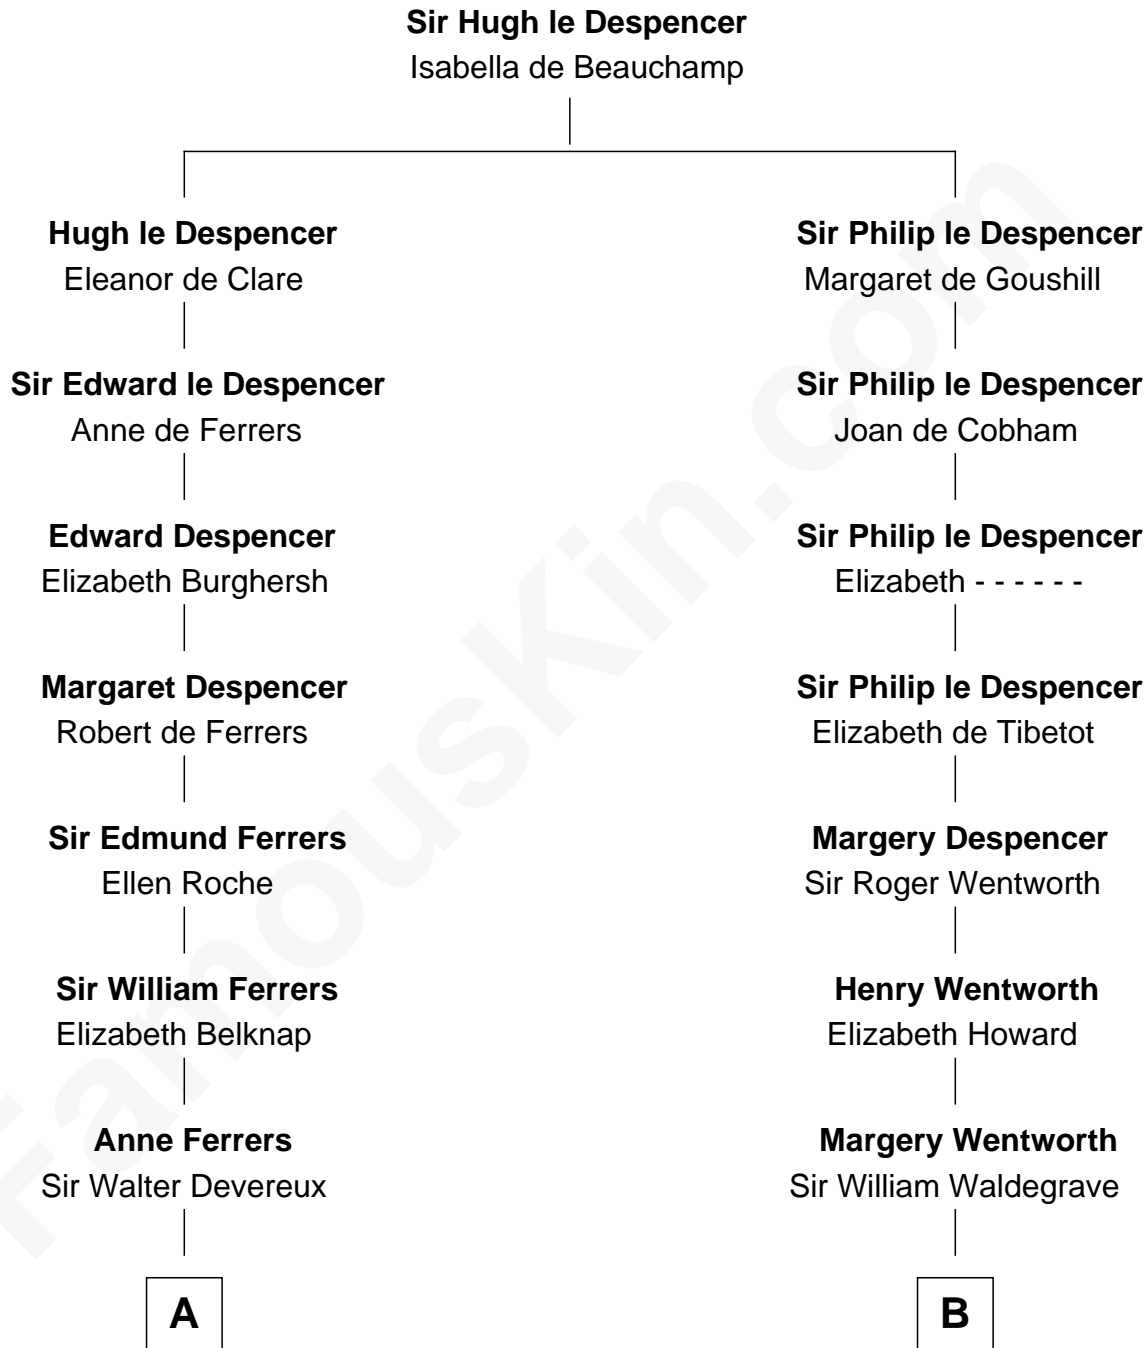 Sir Hugh le Despencer
Isabella de Beauchamp
Hugh le Despencer
Eleanor de Clare
Sir Philip le Despencer
Margaret de Goushill
Sir Edward le Despencer
Anne de Ferrers
Sir Philip le Despencer
Joan de Cobham
Edward Despencer
Elizabeth Burghersh
Sir Philip le Despencer
Elizabeth - - - - - -
Margaret Despencer
Robert de Ferrers
Sir Philip le Despencer
Elizabeth de Tibetot
Sir Edmund Ferrers
Ellen Roche
Margery Despencer
Sir Roger Wentworth
Sir William Ferrers
Elizabeth Belknap
Henry Wentworth
Elizabeth Howard
Anne Ferrers
Sir Walter Devereux
Margery Wentworth
Sir William Waldegrave
A
B
FamousKin.com